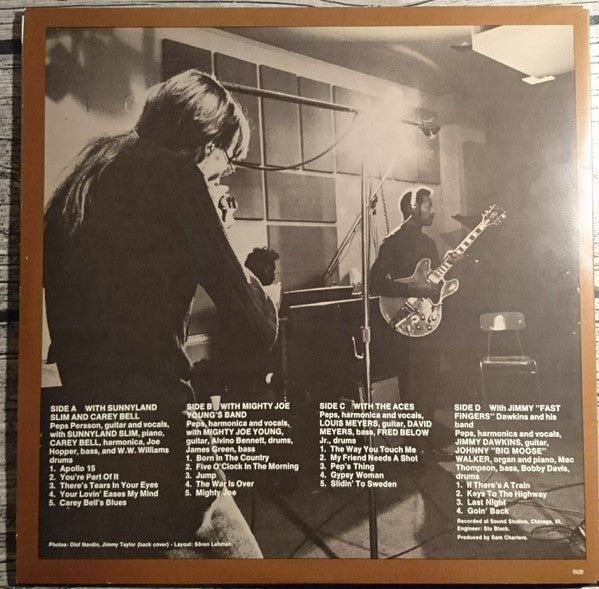 SIDE A WITH SUNNYLAND
SLIM AND CAREY BELL
Peps Persson, guitar and vocals,
with SUNNYLAND SLIM, piano,
CAREY BELL, harmonica, Joe
Hopper, bass, and W.W. Williams
drums
1. Apollo 15
2. You're Part Of It
3. There's Tears In Your Eyes
4. Your Lovin' Eases My Mind
5. Carey Bell's Blues
SIDE B WITH MIGHTY JOE
YOUNG'S BAND
Peps, harmonica and vocals,
with MIGHTY JOE YOUNG,
guitar, Alvino Bennett, drums,
James Green, bass
1. Born In The Country
2. Five O'Clock In The Morning
3. Jump
4. The War Is Over
5. Mighty Joe
SIDE C WITH THE ACES
Peps, harmonica and vocals,
LOUIS MEYERS, guitar, DAVID
MEYERS, bass, FRED BELOW
Jr., drums
1. The Way You Touch Me
2. My Friend Needs A Shot
3. Pep's Thing
4. Gypsy Woman
5. Slidin' To Sweden
SIDE D With JIMMY "FAST
FINGERS" Dawkins and his
band
Peps, harmonica and vocals,
JIMMY DAWKINS, guitar,
JOHNNY "BIG MOOSE"
WALKER, organ and piano, Mac
Thompson, bass, Bobby Davis,
drums
1. If There's A Train
2. Keys To The Highway
3. Last Night
4. Goin' Back
Recorded at Sound Studios, Chicago, Ill.
Engineer: Stu Black.
Produced by Sam Charters.
Photos: Olof Nordin, Jimmy Taylor (back cover) - Layout: Sören Lehman.